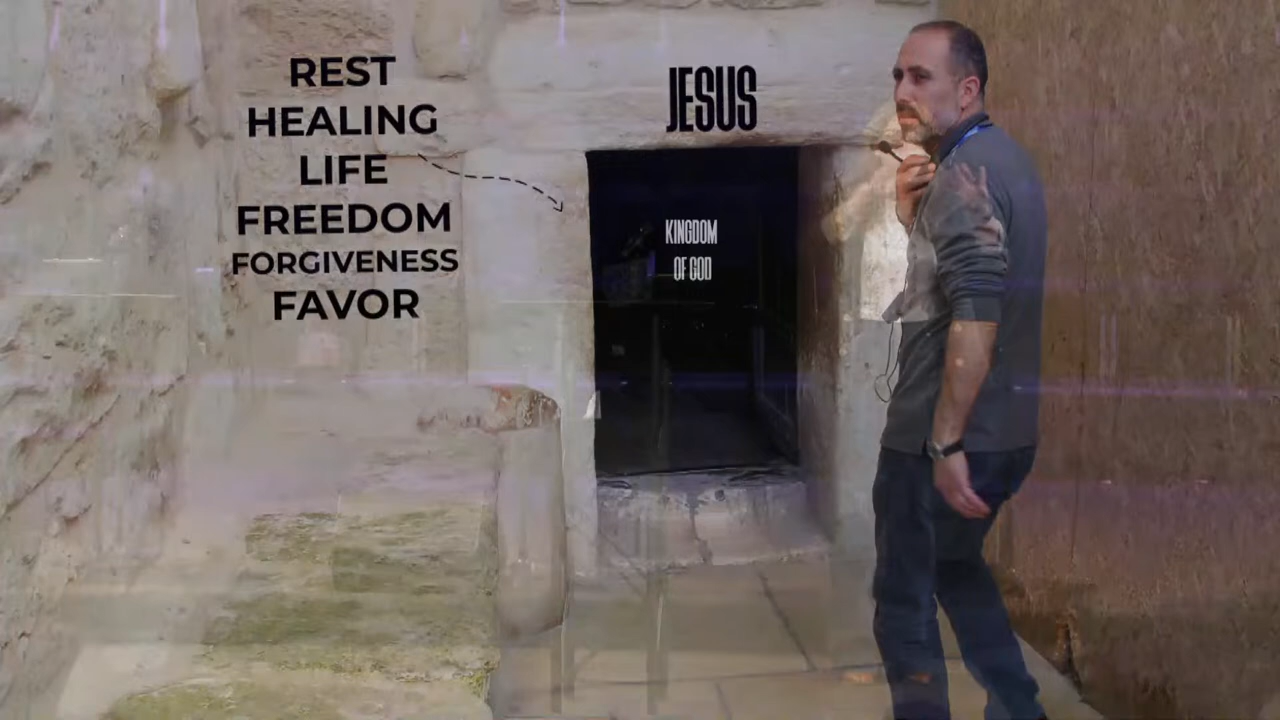 REST
HEALING
LIFE
FREEDOM
FORGIVENESS
FAVOR
JESUS
KINGDOM
OF GOD